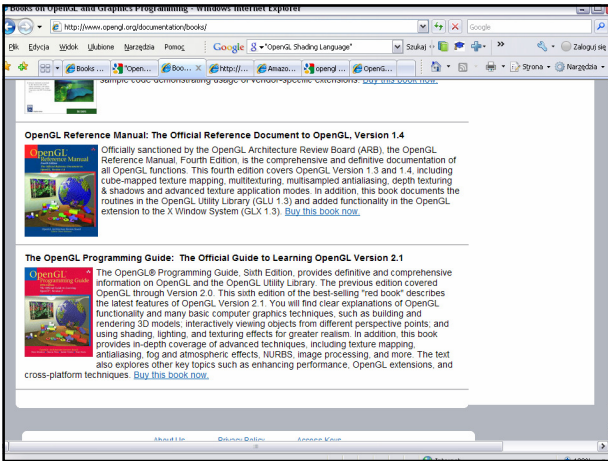 Books on OpenGL and Graphics Programming - Windows Internet Explorer
http://www.opengl.org/documentation/books/
Google
Plik Edycja Widok Ulubione Narzędzia Pomoc Google "OpenGL Shading Language" Szukaj Zaloguj się
Books ... "Open... Boo... http://... Amazo... opengl ... OpenG... Strona Narzędzia
sample code demonstrating usage of vendor-specific extensions. Buy this book now.
OpenGL Reference Manual: The Official Reference Document to OpenGL, Version 1.4
OpenGL
Reference Manual
Officially sanctioned by the OpenGL Architecture Review Board (ARB), the OpenGL
Reference Manual, Fourth Edition, is the comprehensive and definitive documentation of
all OpenGL functions. This fourth edition covers OpenGL Version 1.3 and 1.4, including
cube-mapped texture mapping, multitexturing, multisampled antialiasing, depth texturing
& shadows and advanced texture application modes. In addition, this book documents the
routines in the OpenGL Utility Library (GLU 1.3) and added functionality in the OpenGL
extension to the X Window System (GLX 1.3). Buy this book now.
The OpenGL Programming Guide: The Official Guide to Learning OpenGL Version 2.1
OpenGL
Programming Guide
The OpenGL® Programming Guide, Sixth Edition, provides definitive and comprehensive
information on OpenGL and the OpenGL Utility Library. The previous edition covered
OpenGL through Version 2.0. This sixth edition of the best-selling "red book" describes
the latest features of OpenGL Version 2.1. You will find clear explanations of OpenGL
functionality and many basic computer graphics techniques, such as building and
rendering 3D models; interactively viewing objects from different perspective points; and
using shading, lighting, and texturing effects for greater realism. In addition, this book
provides in-depth coverage of advanced techniques, including texture mapping,
antialiasing, fog and atmospheric effects, NURBS, image processing, and more. The text
also explores other key topics such as enhancing performance, OpenGL extensions, and
cross-platform techniques. Buy this book now.
About Us Privacy Policy Access Keys